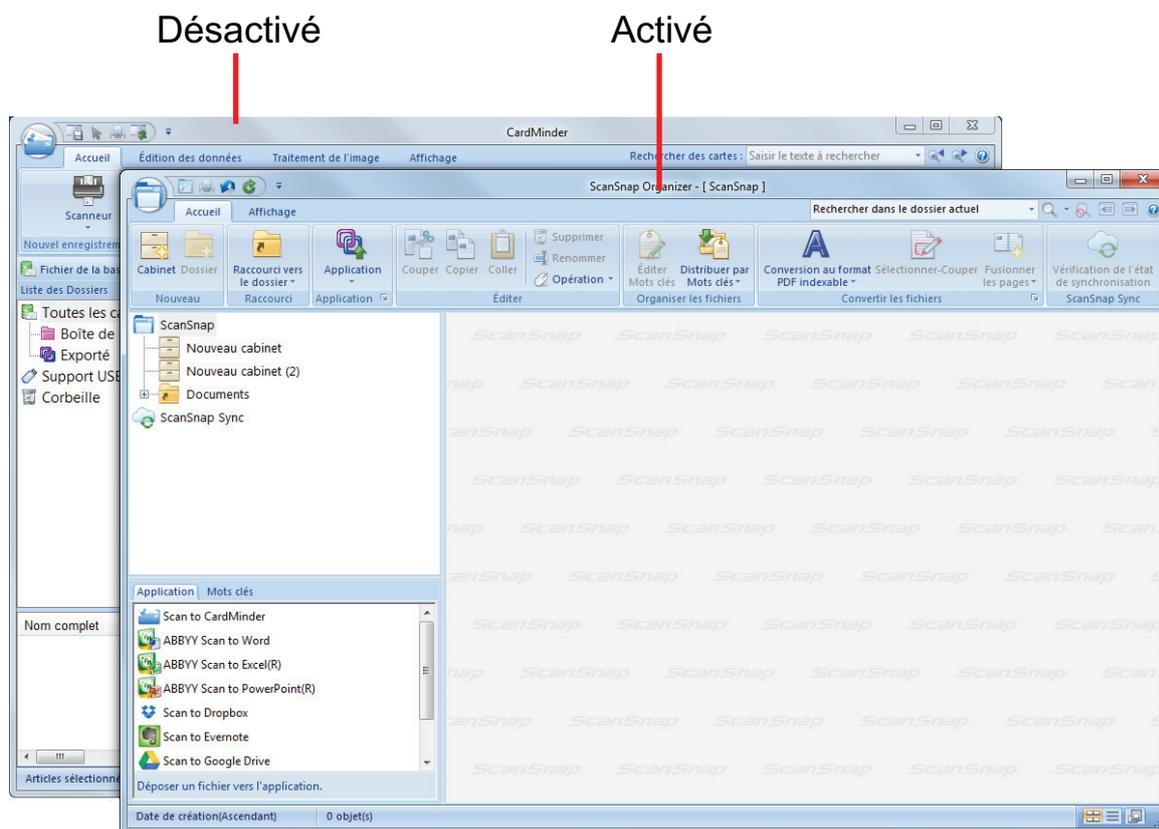 Désactivé
Activé
CardMinder
Accueil Édition des données Traitement de l'image Affichage
Rechercher des cartes : Saisir le texte à rechercher
Scanneur
Nouvel enregistrem
Fichier de la bas
Liste des Dossiers
Toutes les ca
Boîte de
Exporté
Support USB
Corbeille
Nom complet
Articles sélectionné
ScanSnap Organizer - [ ScanSnap ]
Accueil Affichage
Rechercher dans le dossier actuel
Cabinet Dossier
Nouveau
Raccourci vers
le dossier
Raccourci
Application
Application
Couper Copier Coller
Supprimer
Renommer
Opération
Éditer
Éditer
Mots clés
Distribuer par
Mots clés
Organiser les fichiers
Conversion au format
PDF indexable
Sélectionner-Couper
Fusionner
les pages
Convertir les fichiers
Vérification de l'état
de synchronisation
ScanSnap Sync
ScanSnap
Nouveau cabinet
Nouveau cabinet (2)
Documents
ScanSnap Sync
Application Mots clés
Scan to CardMinder
ABBYY Scan to Word
ABBYY Scan to Excel(R)
ABBYY Scan to PowerPoint(R)
Scan to Dropbox
Scan to Evernote
Scan to Google Drive
Déposer un fichier vers l'application.
Date de création(Ascendant) 0 objet(s)
ScanSnap ScanSnap ScanSnap ScanSnap ScanSnap